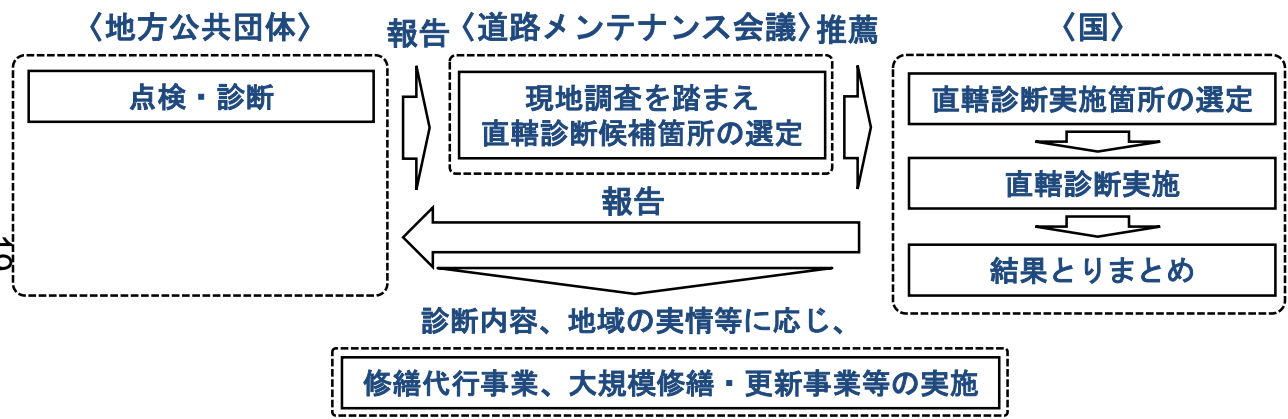 〈地方公共団体〉
点検・診断
報告
〈道路メンテナンス会議〉
現地調査を踏まえ
直轄診断候補箇所の選定
推薦
〈国〉
直轄診断実施箇所の選定
直轄診断実施
結果とりまとめ
報告
診断内容、地域の実情等に応じ、
修繕代行事業、大規模修繕・更新事業等の実施